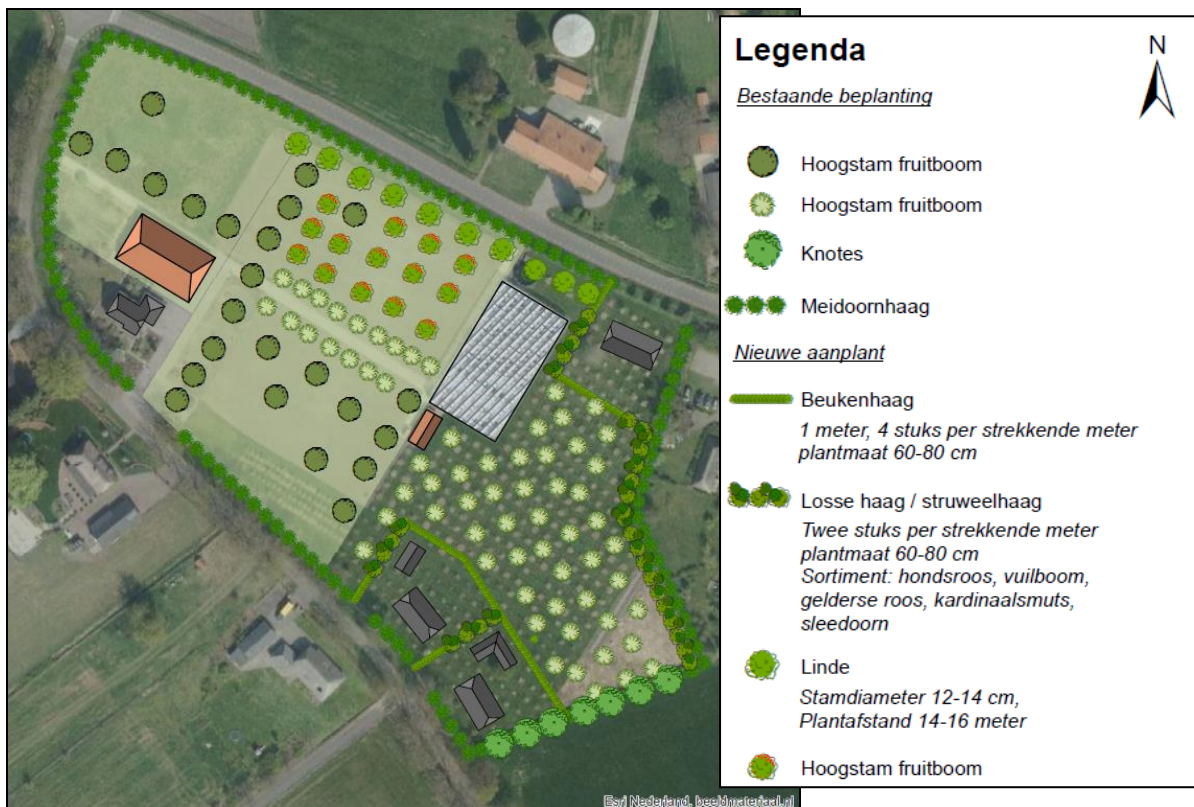 Legenda
N
Bestaande beplanting
Hoogstam fruitboom
Hoogstam fruitboom
Knotes
Meidoornhaag
Nieuwe aanplant
Beukenhaag
1 meter, 4 stuks per strekkende meter
plantmaat 60-80 cm
Losse haag / struweelhaag
Twee stuks per strekkende meter
plantmaat 60-80 cm
Sortiment: hondsroos, vuilboom,
gelderse roos, kardinaalsmuts,
sleedoorn
Linde
Stamdiameter 12-14 cm,
Plantafstand 14-16 meter
Hoogstam fruitboom
Esri Nederland, beeldmateriaal.nl